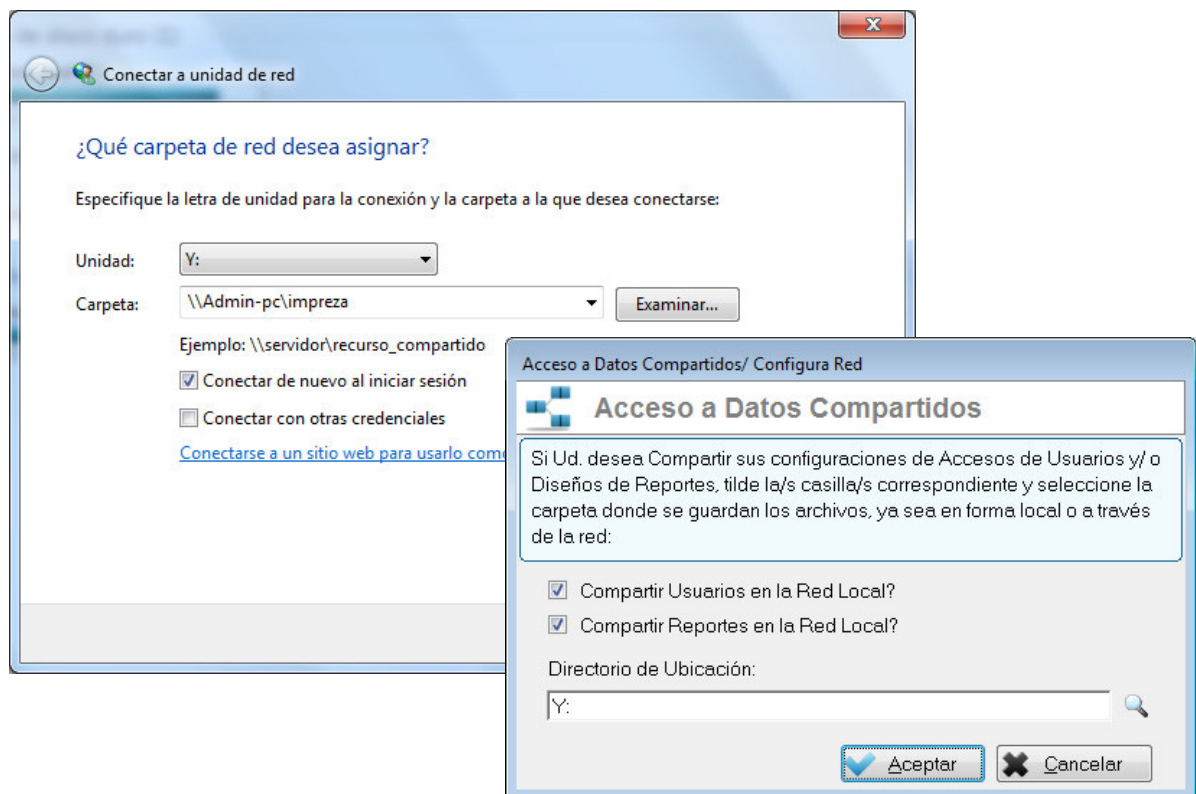 Conectar a unidad de red
¿Qué carpeta de red desea asignar?
Especifique la letra de unidad para la conexión y la carpeta a la que desea conectarse:
Unidad:
Y:
Carpeta:
\\Admin-pc\impreza
Examinar...
Ejemplo: \\servidor\recurso_compartido
Conectar de nuevo al iniciar sesión
Conectar con otras credenciales
Conectarse a un sitio web para usarlo como
Acceso a Datos Compartidos/ Configura Red
Acceso a Datos Compartidos
Si Ud. desea Compartir sus configuraciones de Accesos de Usuarios y/ o
Diseños de Reportes, tilde la/s casilla/s correspondiente y seleccione la
carpeta donde se guardan los archivos, ya sea en forma local o a través
de la red:
Compartir Usuarios en la Red Local?
Compartir Reportes en la Red Local?
Directorio de Ubicación:
Y:
Aceptar
Cancelar